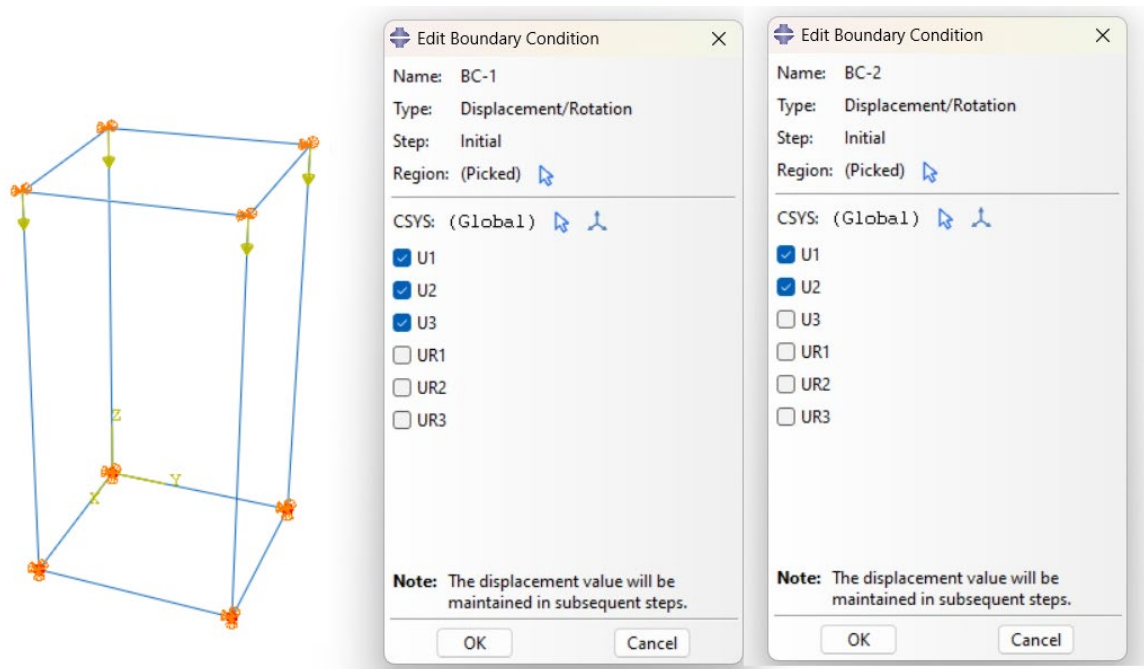 Z
Y
X
Edit Boundary Condition
Name: BC-1
Type: Displacement/Rotation
Step: Initial
Region: (Picked)
CSYS: (Global)
U1
U2
U3
UR1
UR2
UR3
Note: The displacement value will be
maintained in subsequent steps.
OK Cancel
Edit Boundary Condition
Name: BC-2
Type: Displacement/Rotation
Step: Initial
Region: (Picked)
CSYS: (Global)
U1
U2
U3
UR1
UR2
UR3
Note: The displacement value will be
maintained in subsequent steps.
OK Cancel